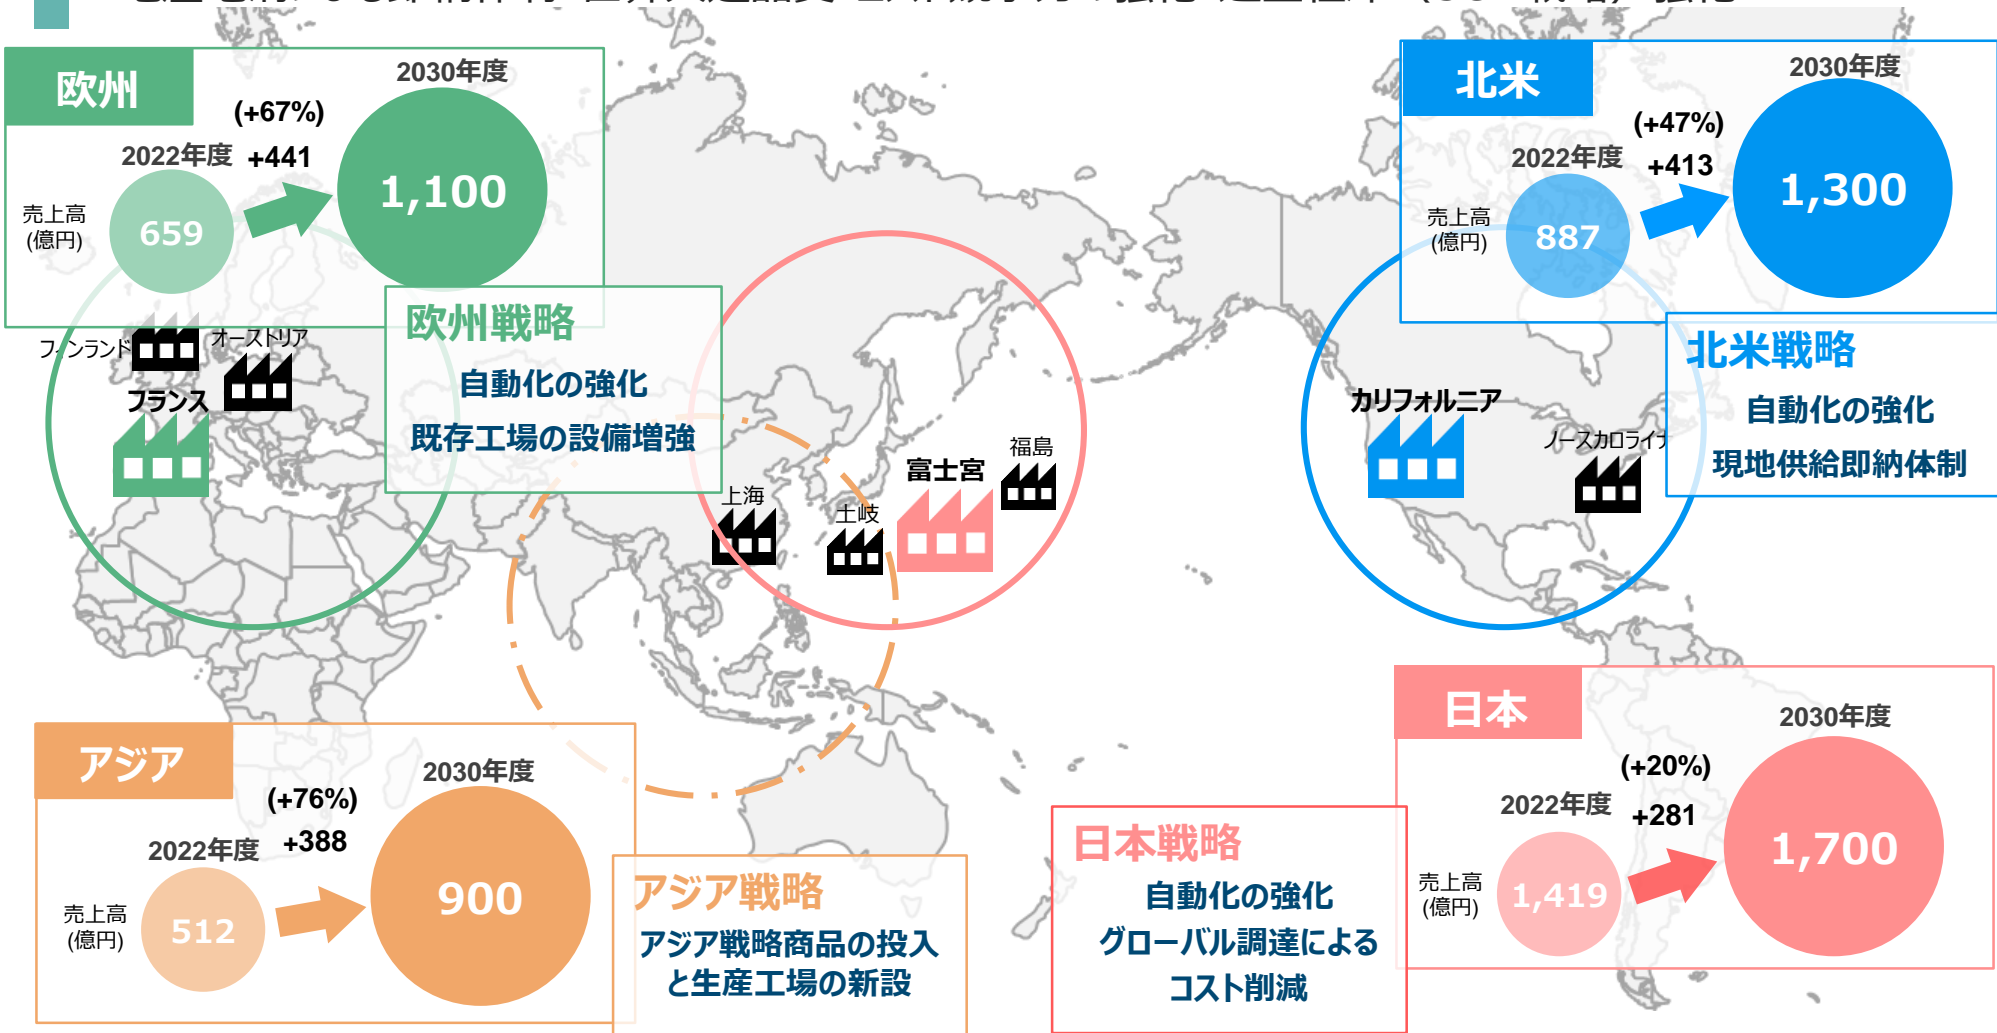 欧州
2030年度
(+67%)
2022年度 +441
1,100
売上高
(億円)
659
欧州戦略
自動化の強化
既存工場の設備増強
フィンランド
オーストリア
フランス
北米
2030年度
(+47%)
2022年度
+413
1,300
売上高
(億円)
887
北米戦略
自動化の強化
現地供給即納体制
カリフォルニア
ノースカロライナ
上海
土岐
富士宮
福島
アジア
2030年度
(+76%)
+388
2022年度
900
売上高
(億円)
512
アジア戦略
アジア戦略商品の投入
と生産工場の新設
日本戦略
自動化の強化
グローバル調達による
コスト削減
日本
2030年度
(+20%)
2022年度
+281
1,700
売上高
(億円)
1,419